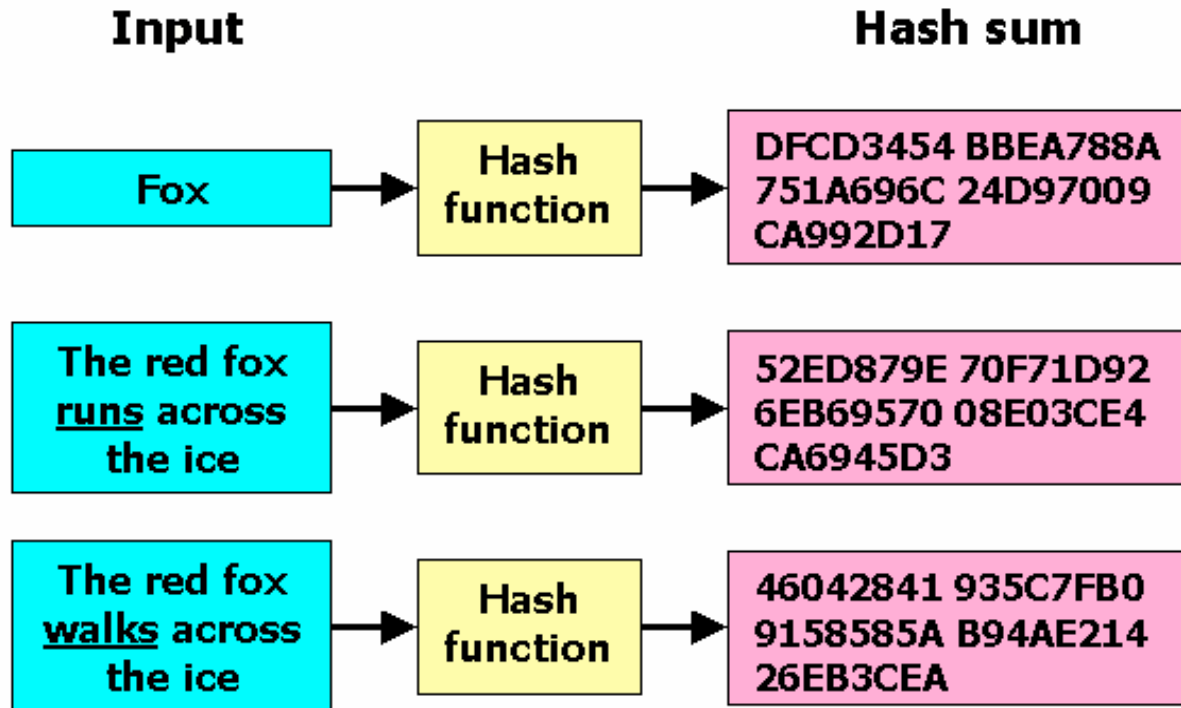 Input
Hash sum
Fox
Hash
function
DFCD3454 BBEA788A
751A696C 24D97009
CA992D17
The red fox
runs across
the ice
Hash
function
52ED879E 70F71D92
6EB69570 08E03CE4
CA6945D3
The red fox
walks across
the ice
Hash
function
46042841 935C7FB0
9158585A B94AE214
26EB3CEA